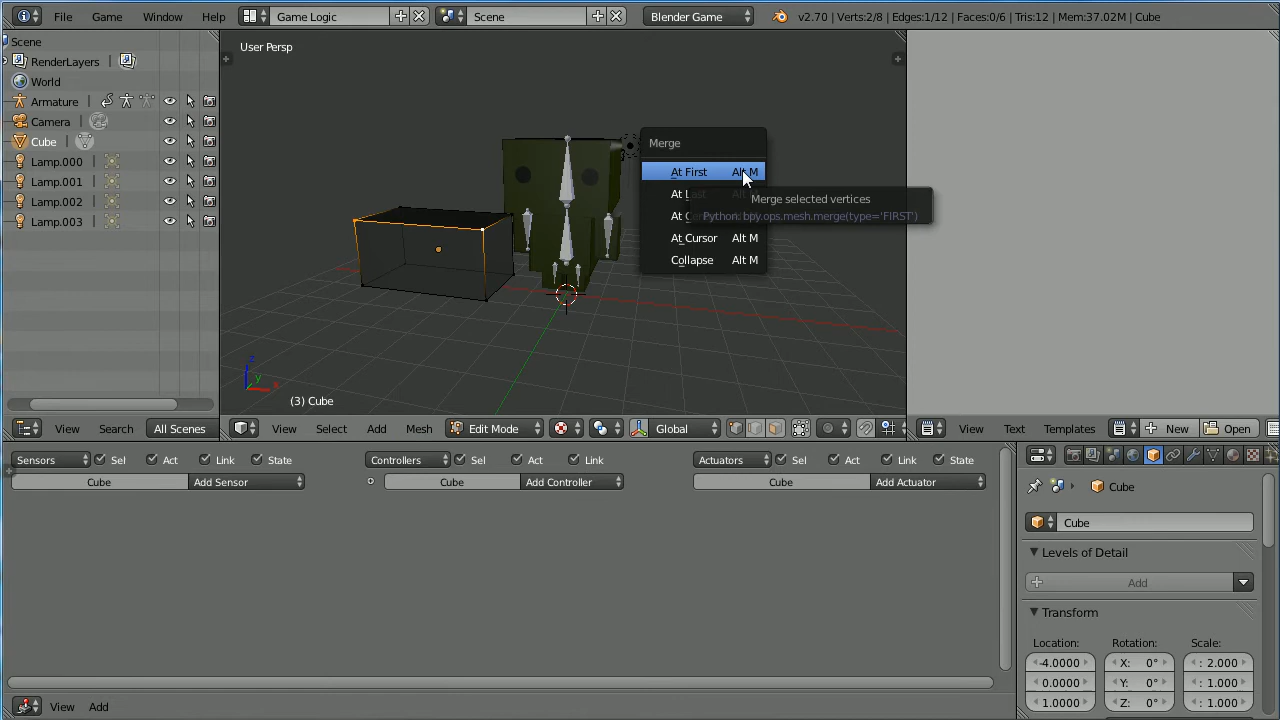 File Game Window Help Game Logic Scene Blender Game v2.70 | Verts:2/8 | Edges:1/12 | Faces:0/6 | Tris:12 | Mem:37.02M | Cube
Scene
RenderLayers
World
Armature
Camera
Cube
Lamp.000
Lamp.001
Lamp.002
Lamp.003
User Persp
Merge
At First Alt M
At Last
Merge selected vertices
Python: bpy.ops.mesh.merge(type='FIRST')
At Cursor Alt M
Collapse Alt M
z
y
x
(3) Cube
View Search All Scenes
View Select Add Mesh Edit Mode Global
View Text Templates New Open
Sensors Sel Act Link State
Cube Add Sensor
Controllers Sel Act Link
Cube Add Controller
Actuators Sel Act Link State
Cube Add Actuator
Cube
Cube
Levels of Detail
Add
Transform
Location: Rotation: Scale:
-4.0000 X: 0° : 2.000
0.0000 Y: 0° : 1.000
1.0000 Z: 0° : 1.000
View Add